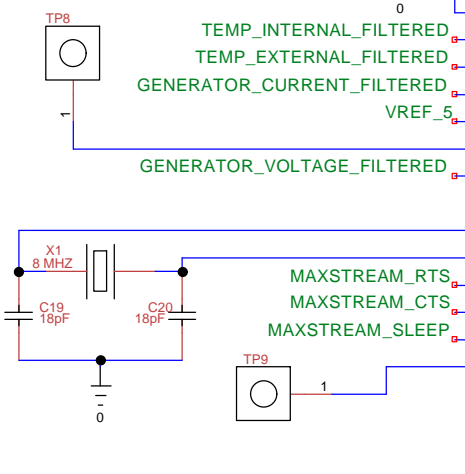 0
TP8
TEMP_INTERNAL_FILTERED
TEMP_EXTERNAL_FILTERED
GENERATOR_CURRENT_FILTERED
1
VREF_5
GENERATOR_VOLTAGE_FILTERED
X1
8 MHZ
MAXSTREAM_RTS
C19
18pF
C20
18pF
MAXSTREAM_CTS
MAXSTREAM_SLEEP
TP9
1
0